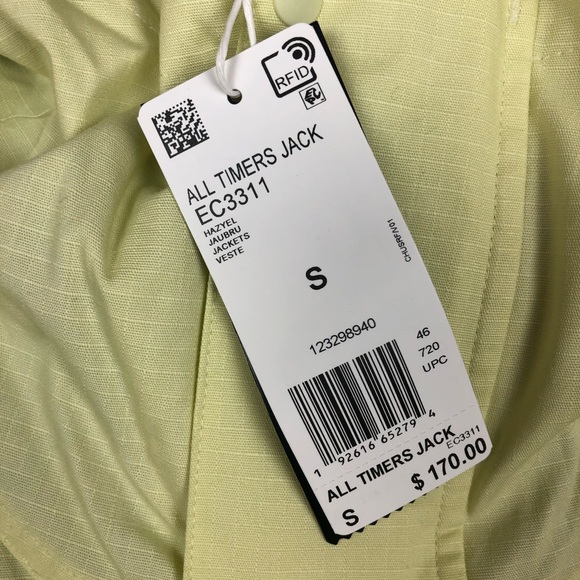 RFID
ALL TIMERS JACK
EC3311
HAZYEL
JAUBRU
JACKETS
VESTE
CHUSRFIV01
S
123298940
46
720
UPC
1 92616 65279 4
ALL TIMERS JACK EC3311
S $ 170.00